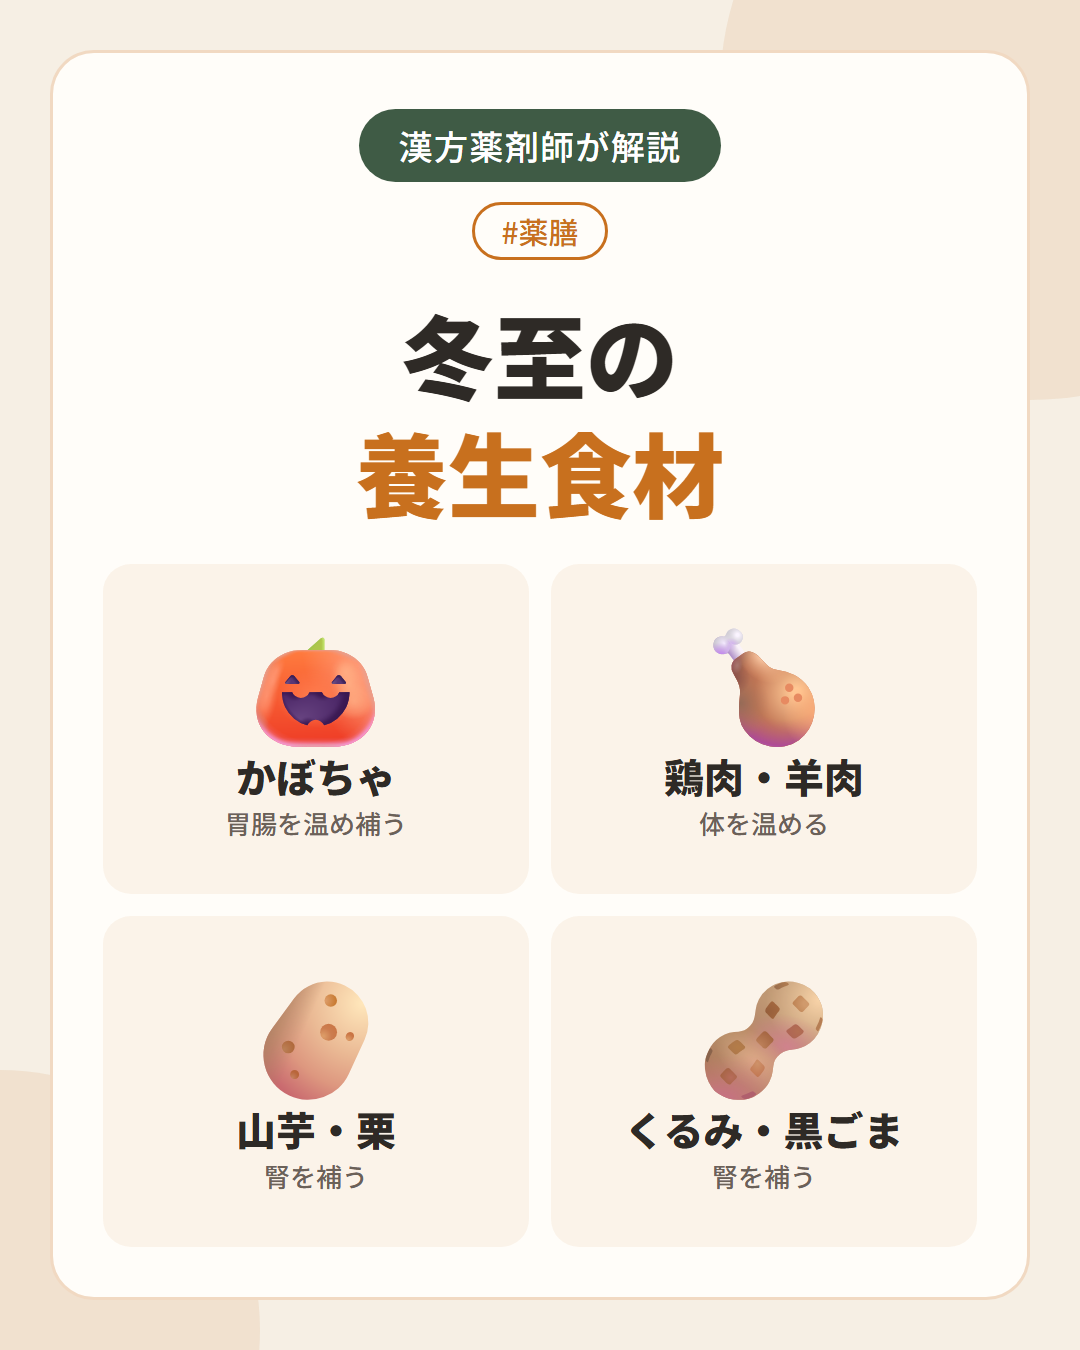 漢方薬剤師が解説
#薬膳
冬至の
養生食材
かぼちゃ
胃腸を温め補う
鶏肉・羊肉
体を温める
山芋・栗
腎を補う
くるみ・黒ごま
腎を補う